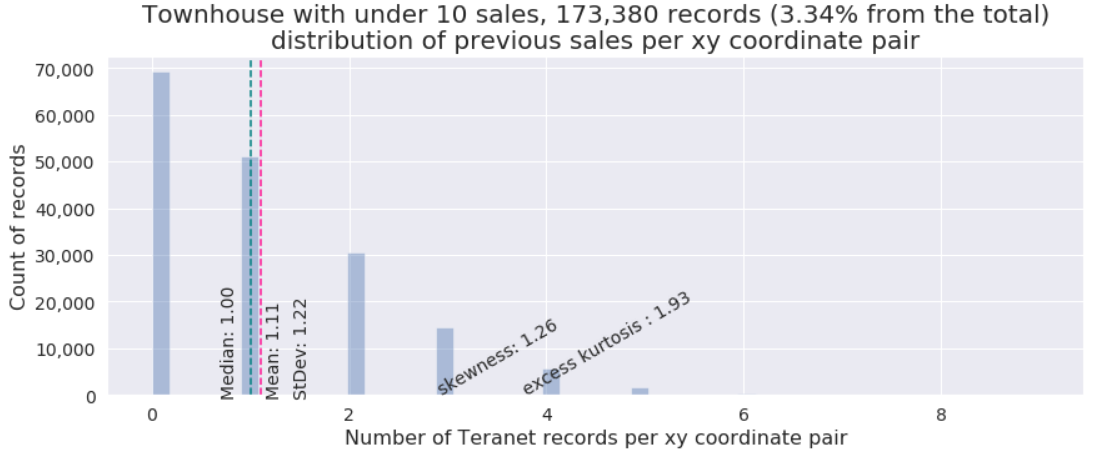 Townhouse with under 10 sales, 173,380 records (3.34% from the total)
distribution of previous sales per xy coordinate pair
Count of records
70,000
60,000
50,000
40,000
30,000
20,000
10,000
0
Median: 1.00
Mean: 1.11
StDev: 1.22
skewness: 1.26
excess kurtosis : 1.93
0 2 4 6 8
Number of Teranet records per xy coordinate pair